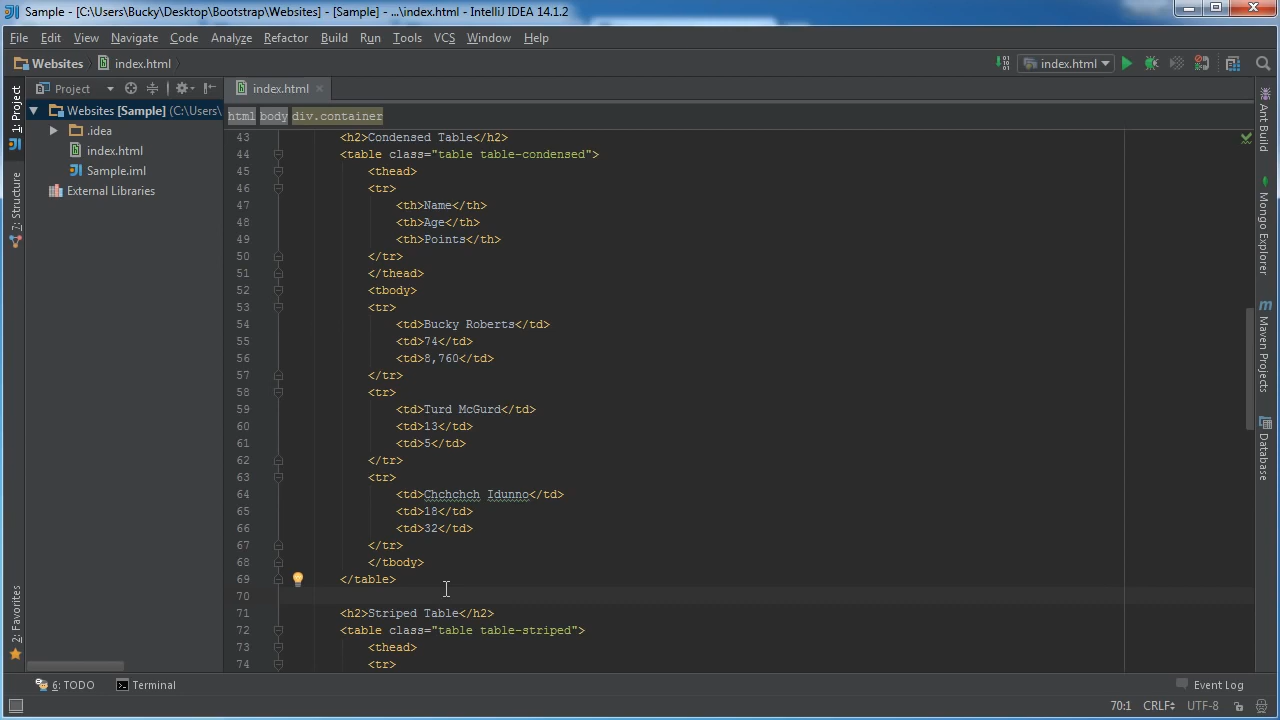 Sample - [C:\Users\Bucky\Desktop\Bootstrap\Websites] - [Sample] - ...\index.html - IntelliJ IDEA 14.1.2
File Edit View Navigate Code Analyze Refactor Build Run Tools VCS Window Help
Websites index.html index.html
1: Project
7: Structure
2: Favorites
Project
Websites [Sample] (C:\Users\
.idea
index.html
Sample.iml
External Libraries
index.html
html body div.container
43 <h2>Condensed Table</h2>
44 <table class="table table-condensed">
45 <thead>
46 <tr>
47 <th>Name</th>
48 <th>Age</th>
49 <th>Points</th>
50 </tr>
51 </thead>
52 <tbody>
53 <tr>
54 <td>Bucky Roberts</td>
55 <td>74</td>
56 <td>8,760</td>
57 </tr>
58 <tr>
59 <td>Turd McGurd</td>
60 <td>13</td>
61 <td>5</td>
62 </tr>
63 <tr>
64 <td>Chchchch Idunno</td>
65 <td>18</td>
66 <td>32</td>
67 </tr>
68 </tbody>
69 </table>
70
71 <h2>Striped Table</h2>
72 <table class="table table-striped">
73 <thead>
74 <tr>
Ant Build
Mongo Explorer
Maven Projects
Database
6: TODO Terminal Event Log
70:1 CRLF UTF-8